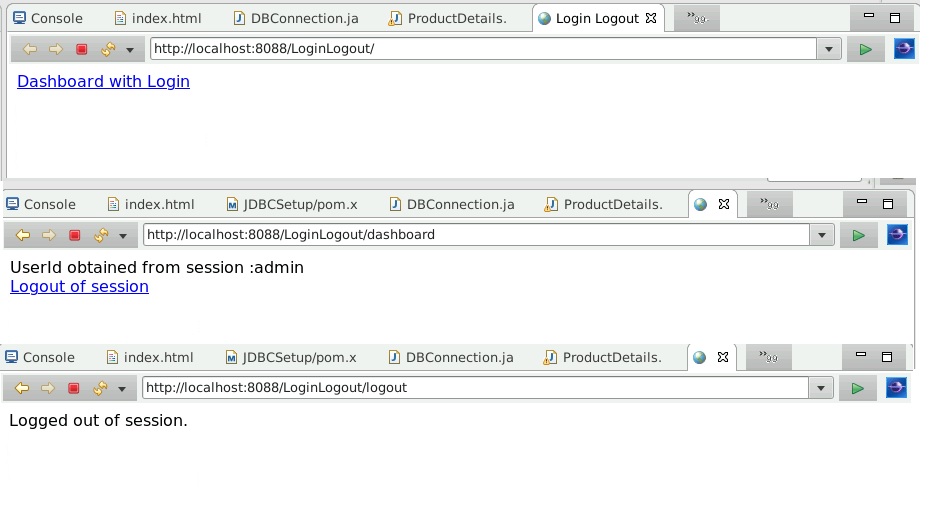 Console index.html DBConnection.ja ProductDetails. Login Logout »99
http://localhost:8088/LoginLogout/
Dashboard with Login
Console index.html JDBCSetup/pom.x DBConnection.ja ProductDetails. »99
http://localhost:8088/LoginLogout/dashboard
UserId obtained from session :admin
Logout of session
Console index.html JDBCSetup/pom.x DBConnection.ja ProductDetails. »99
http://localhost:8088/LoginLogout/logout
Logged out of session.